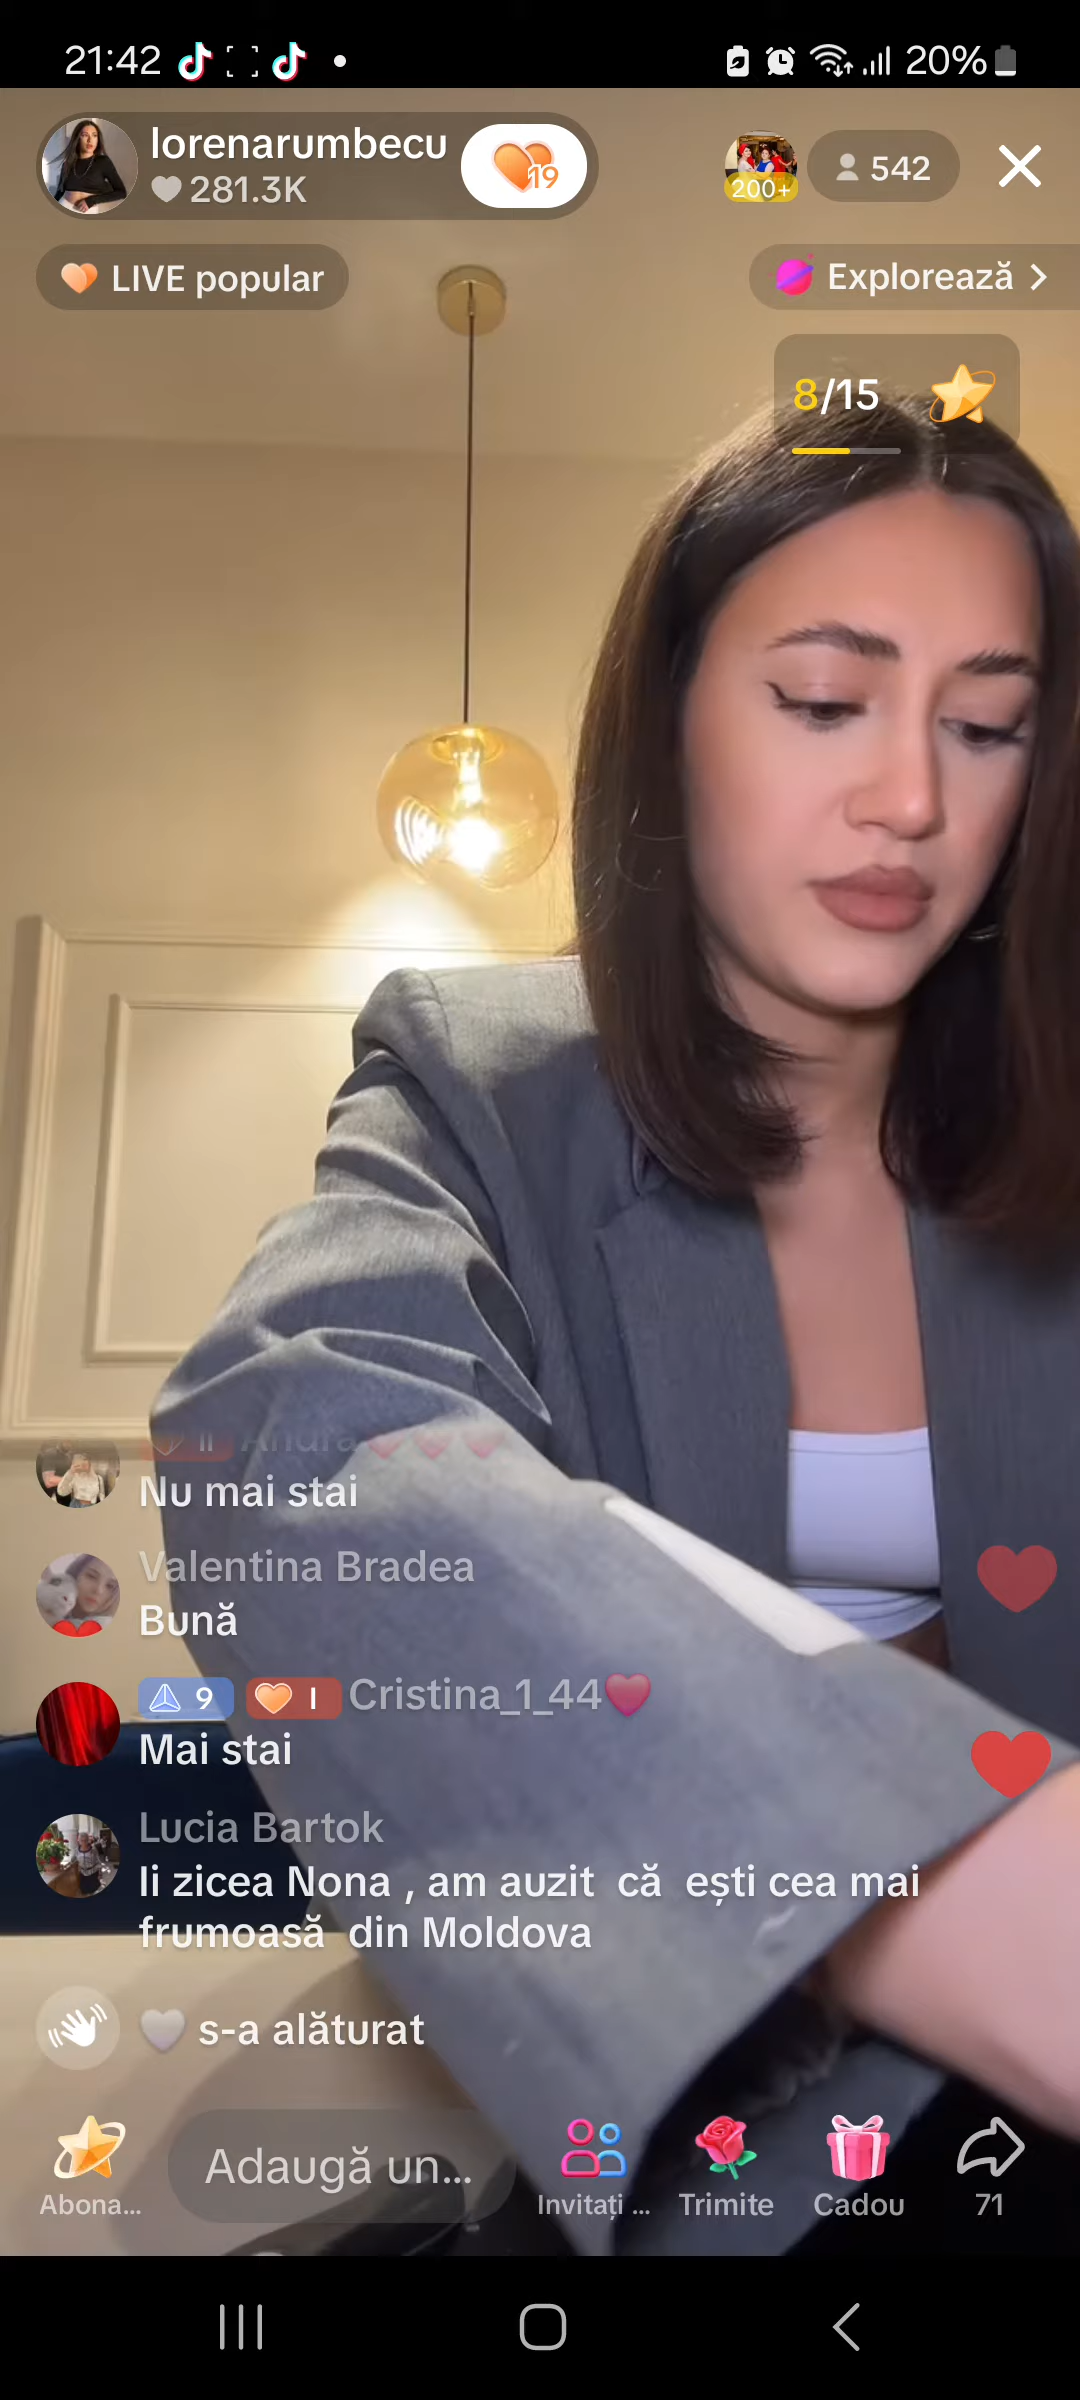 21:42
20%
lorenarumbecu
281.3K
19
200+
542
LIVE popular
Explorează
8/15
II Andra
Nu mai stai
Valentina Bradea
Bună
9 I Cristina_1_44
Mai stai
Lucia Bartok
Ii zicea Nona , am auzit că ești cea mai
frumoasă din Moldova
s-a alăturat
Adaugă un...
Abona...
Invitați ...
Trimite
Cadou
71